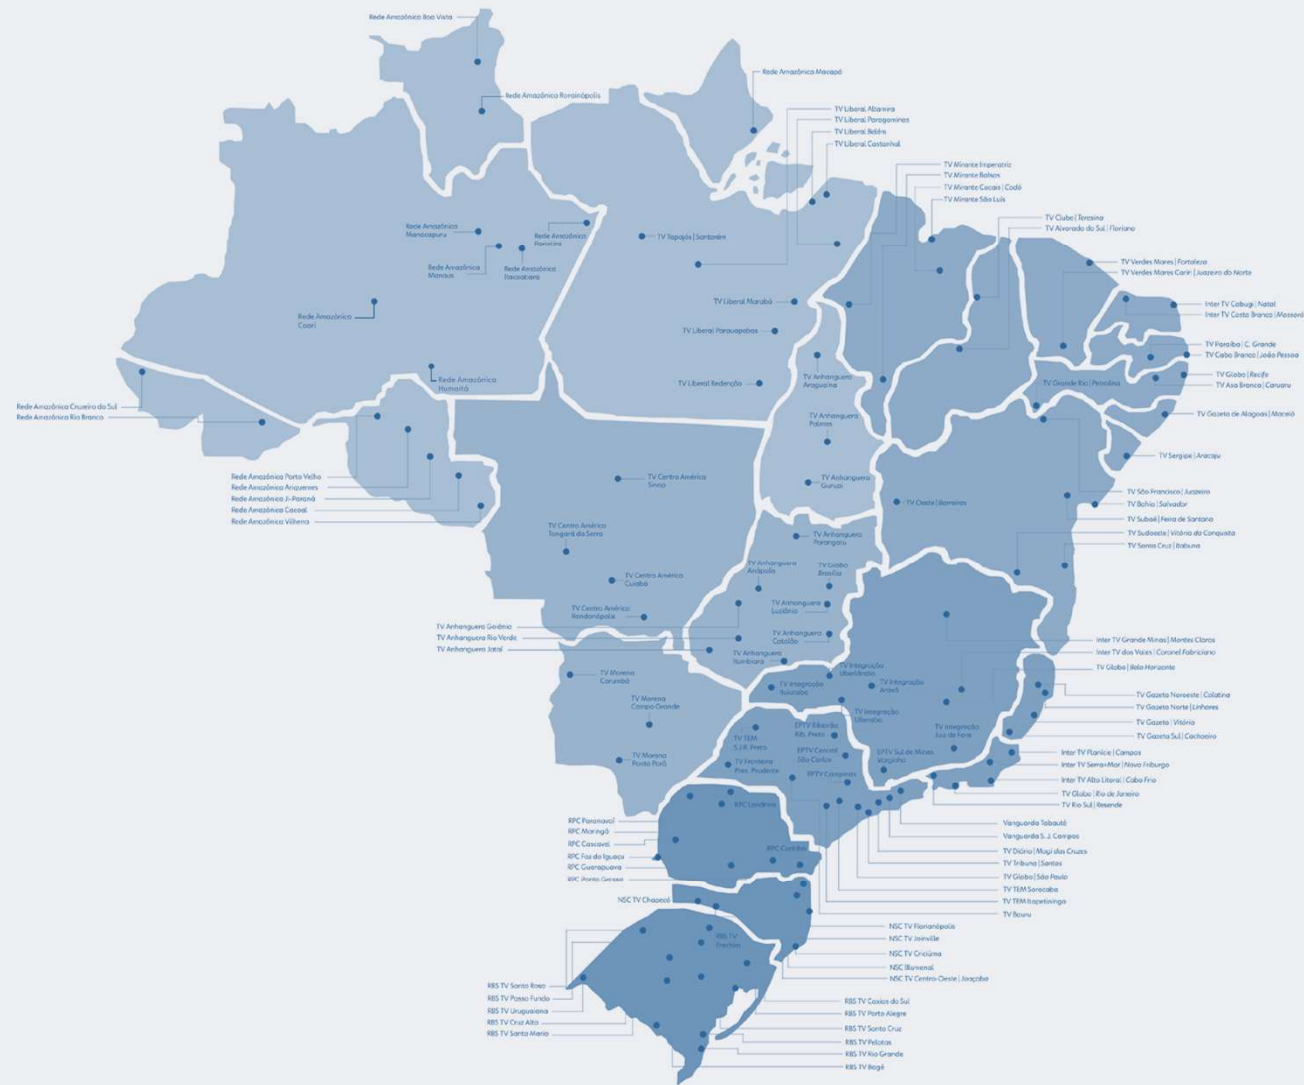 Rede Amazônica Boa Vista
Rede Amazônica Rorainópolis
Rede Amazônica Macapá
TV Liberal Altamira
TV Liberal Paragominas
TV Liberal Belém
TV Liberal Castanhal
TV Mirante Imperatriz
TV Mirante Balsas
TV Mirante Cocais | Codó
TV Mirante São Luís
TV Clube | Teresina
TV Alvorada do Sul | Floriano
TV Verdes Mares | Fortaleza
TV Verdes Mares Cariri | Juazeiro do Norte
Inter TV Cabugi | Natal
Inter TV Costa Branca | Mossoró
TV Paraíba | C. Grande
TV Cabo Branco | João Pessoa
TV Globo | Recife
TV Asa Branca | Caruaru
TV Grande Rio | Petrolina
TV Gazeta de Alagoas | Maceió
TV Sergipe | Aracaju
TV São Francisco | Juazeiro
TV Bahia | Salvador
TV Subaé | Feira de Santana
TV Sudoeste | Vitória da Conquista
TV Santa Cruz | Itabuna
TV Oeste | Barreiras
Rede Amazônica
Manacapuru
Rede Amazônica
Manaus
Rede Amazônica
Itacoatiara
Rede Amazônica
Parintins
Rede Amazônica
Coari
Rede Amazônica
Humaitá
TV Tapajós | Santarém
TV Liberal Marabá
TV Liberal Parauapebas
TV Liberal Redenção
TV Anhanguera
Araguaína
TV Anhanguera
Palmas
TV Anhanguera
Gurupi
Rede Amazônica Cruzeiro do Sul
Rede Amazônica Rio Branco
Rede Amazônica Porto Velho
Rede Amazônica Ariquemes
Rede Amazônica Ji-Paraná
Rede Amazônica Cacoal
Rede Amazônica Vilhena
TV Centro América
Sinop
TV Centro América
Tangará da Serra
TV Centro América
Cuiabá
TV Centro América
Rondonópolis
TV Anhanguera
Porangatu
TV Anhanguera
Anápolis
TV Globo
Brasília
TV Anhanguera
Luziânia
TV Anhanguera
Catalão
TV Anhanguera
Itumbiara
TV Anhanguera Goiânia
TV Anhanguera Rio Verde
TV Anhanguera Jataí
TV Morena
Corumbá
TV Morena
Campo Grande
TV Morena
Ponta Porã
TV Integração
Uberlândia
TV Integração
Ituiutaba
TV Integração
Araxá
TV Integração
Uberaba
TV Integração
Juiz de Fora
Inter TV Grande Minas | Montes Claros
Inter TV dos Vales | Coronel Fabriciano
TV Globo | Belo Horizonte
TV Gazeta Noroeste | Colatina
TV Gazeta Norte | Linhares
TV Gazeta | Vitória
TV Gazeta Sul | Cachoeiro
Inter TV Planície | Campos
Inter TV Serra+Mar | Nova Friburgo
Inter TV Alto Litoral | Cabo Frio
TV Globo | Rio de Janeiro
TV Rio Sul | Resende
EPTV Ribeirão
Rib. Preto
EPTV Central
São Carlos
EPTV Campinas
EPTV Sul de Minas
Varginha
TV TEM
S.J.R. Preto
TV Fronteira
Pres. Prudente
Vanguarda Taubaté
Vanguarda S. J. Campos
TV Diário | Mogi das Cruzes
TV Tribuna | Santos
TV Globo | São Paulo
TV TEM Sorocaba
TV TEM Itapetininga
TV Bauru
RPC Londrina
RPC Curitiba
RPC Paranavaí
RPC Maringá
RPC Cascavel
RPC Foz do Iguaçu
RPC Guarapuava
RPC Ponta Grossa
NSC TV Chapecó
NSC TV Florianópolis
NSC TV Joinville
NSC TV Criciúma
NSC Blumenal
NSC TV Centro-Oeste | Joaçaba
RBS TV
Erechim
RBS TV Santa Rosa
RBS TV Passo Fundo
RBS TV Uruguaiana
RBS TV Cruz Alta
RBS TV Santa Maria
RBS TV Caxias do Sul
RBS TV Porto Alegre
RBS TV Santa Cruz
RBS TV Pelotas
RBS TV Rio Grande
RBS TV Bagé